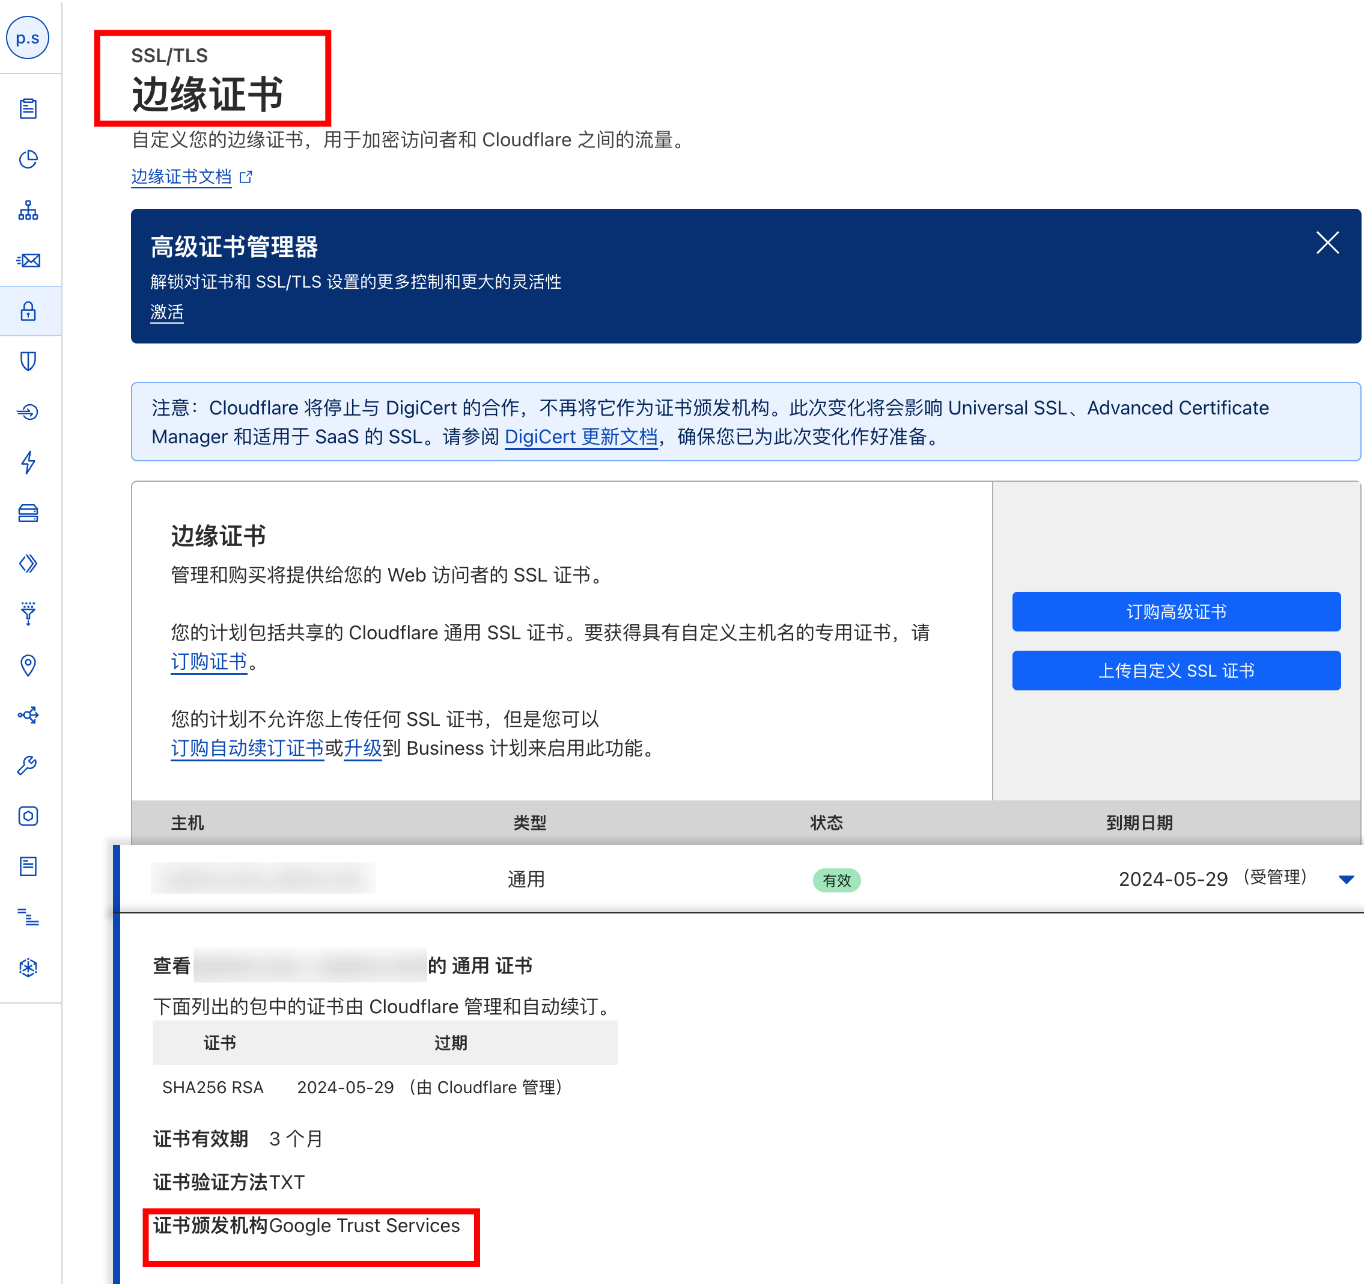 p.s
SSL/TLS
边缘证书
自定义您的边缘证书，用于加密访问者和 Cloudflare 之间的流量。
边缘证书文档
高级证书管理器
解锁对证书和 SSL/TLS 设置的更多控制和更大的灵活性
激活
注意：Cloudflare 将停止与 DigiCert 的合作，不再将它作为证书颁发机构。此次变化将会影响 Universal SSL、Advanced Certificate
Manager 和适用于 SaaS 的 SSL。请参阅 DigiCert 更新文档，确保您已为此次变化作好准备。
边缘证书
管理和购买将提供给您的 Web 访问者的 SSL 证书。
您的计划包括共享的 Cloudflare 通用 SSL 证书。要获得具有自定义主机名的专用证书，请
订购证书。
您的计划不允许您上传任何 SSL 证书，但是您可以
订购自动续订证书或升级到 Business 计划来启用此功能。
订购高级证书
上传自定义 SSL 证书
主机 类型 状态 到期日期
通用 有效 2024-05-29 （受管理）
查看 的 通用 证书
下面列出的包中的证书由 Cloudflare 管理和自动续订。
证书 过期
SHA256 RSA 2024-05-29 （由 Cloudflare 管理）
证书有效期 3 个月
证书验证方法TXT
证书颁发机构Google Trust Services